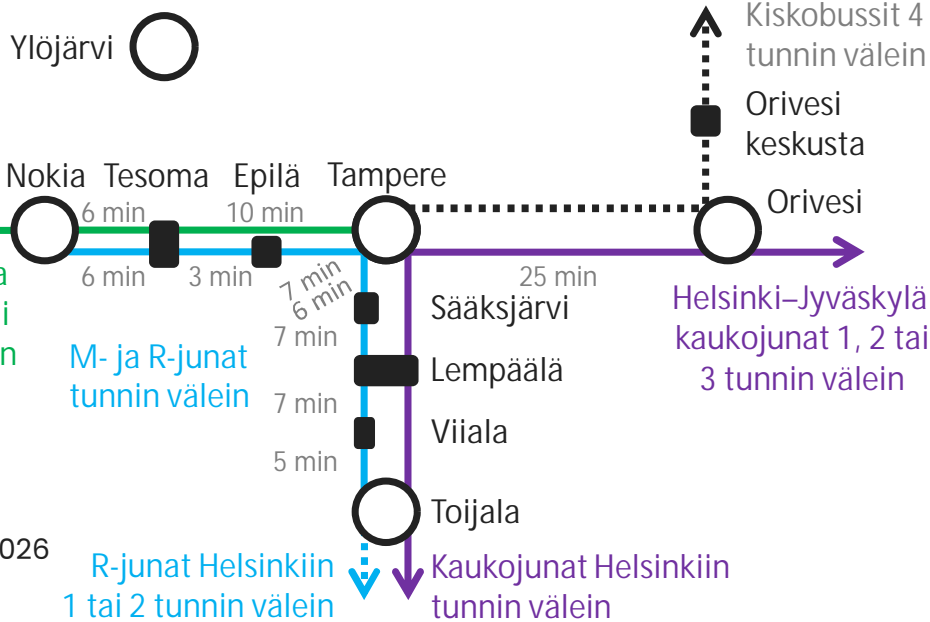 Kiskobussit 4
tunnin välein
Ylöjärvi
Orivesi
keskusta
Nokia Tesoma Epilä Tampere
Orivesi
6 min 10 min
6 min 3 min 7 min
6 min
25 min
a
i
n
M- ja R-junat
tunnin välein
Sääksjärvi
7 min
Lempäälä
7 min
Viiala
5 min
Toijala
Helsinki–Jyväskylä
kaukojunat 1, 2 tai
3 tunnin välein
026
R-junat Helsinkiin
1 tai 2 tunnin välein
Kaukojunat Helsinkiin
tunnin välein